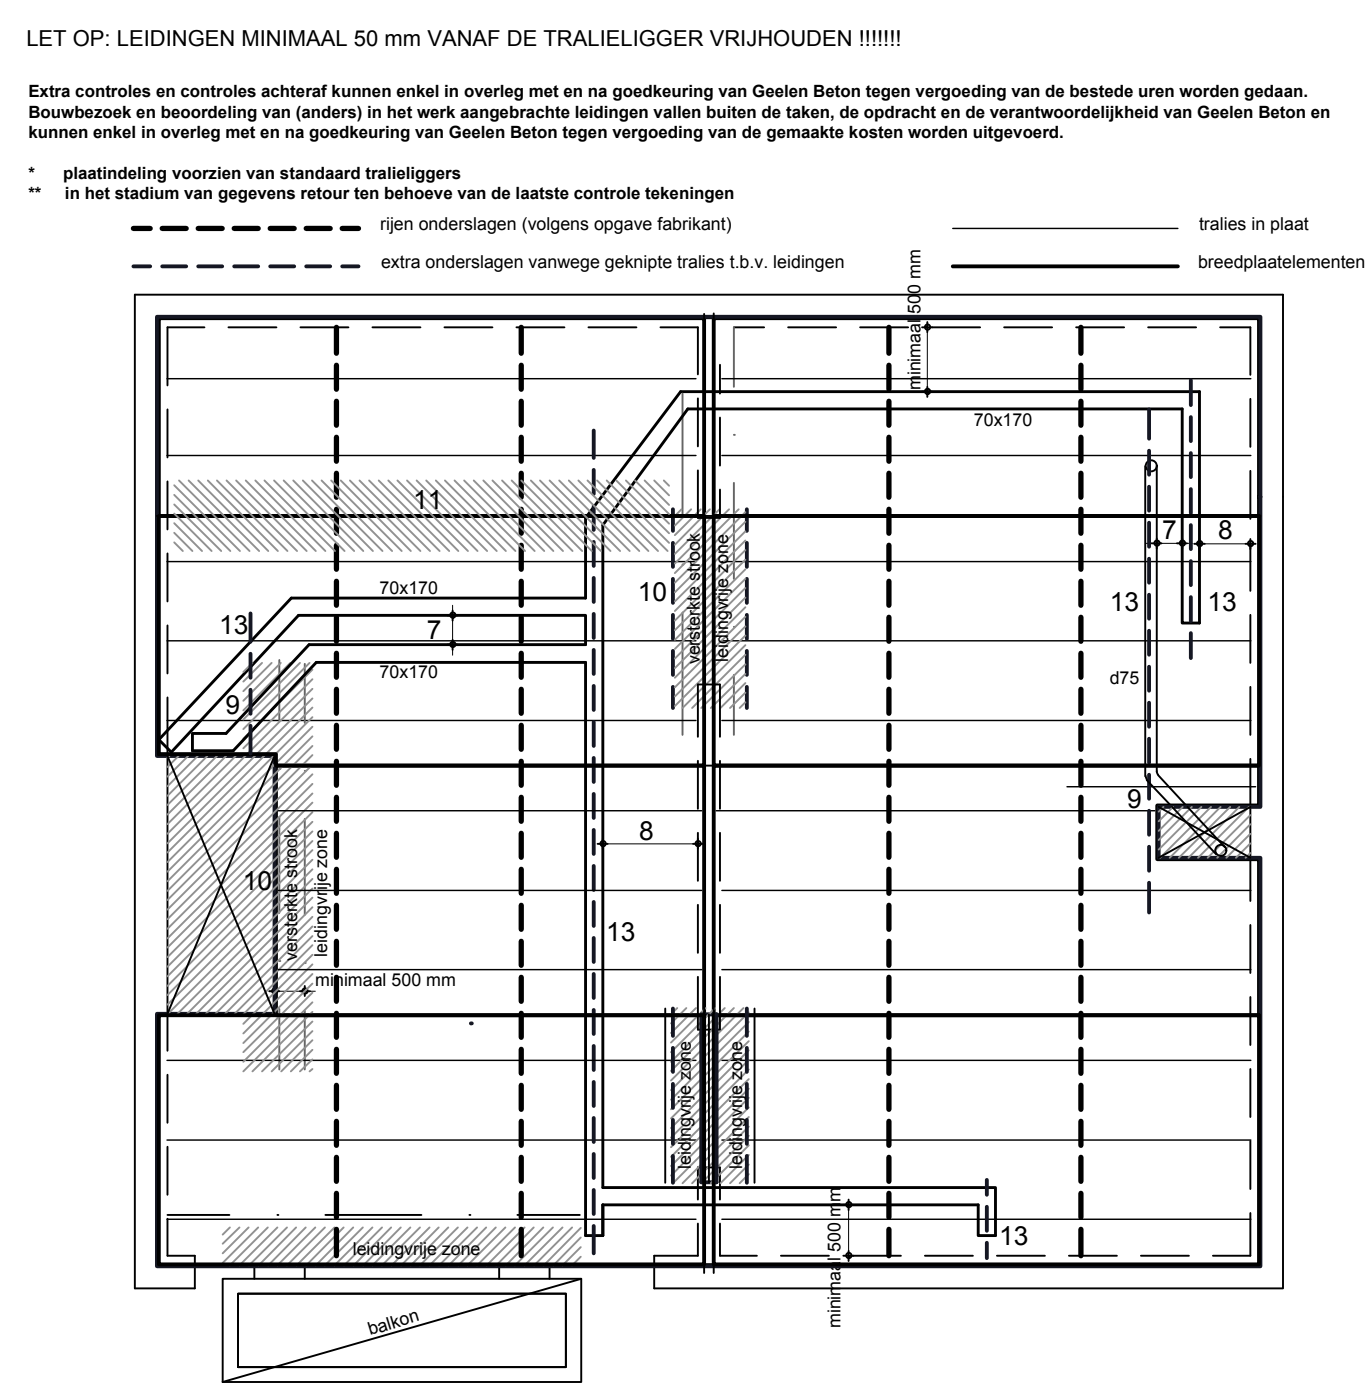 LET OP: LEIDINGEN MINIMAAL 50 mm VANAF DE TRALIELIGGER VRIJHOUDEN !!!!!!!
Extra controles en controles achteraf kunnen enkel in overleg met en na goedkeuring van Geelen Beton tegen vergoeding van de bestede uren worden gedaan.
Bouwbezoek en beoordeling van (anders) in het werk aangebrachte leidingen vallen buiten de taken, de opdracht en de verantwoordelijkheid van Geelen Beton en
kunnen enkel in overleg met en na goedkeuring van Geelen Beton tegen vergoeding van de gemaakte kosten worden uitgevoerd.
* plaatindeling voorzien van standaard tralieliggers
** in het stadium van gegevens retour ten behoeve van de laatste controle tekeningen
rijen onderslagen (volgens opgave fabrikant)
tralies in plaat
extra onderslagen vanwege geknipte tralies t.b.v. leidingen
breedplaatelementen
minimaal 500 mm
70x170
11
7
8
versterkte strook
leidingvrije zone
70x170
10
13
13
13
7
70x170
d75
9
9
8
versterkte strook
leidingvrije zone
10
13
minimaal 500 mm
leidingvrije zone
leidingvrije zone
minimaal 500 mm
13
leidingvrije zone
balkon